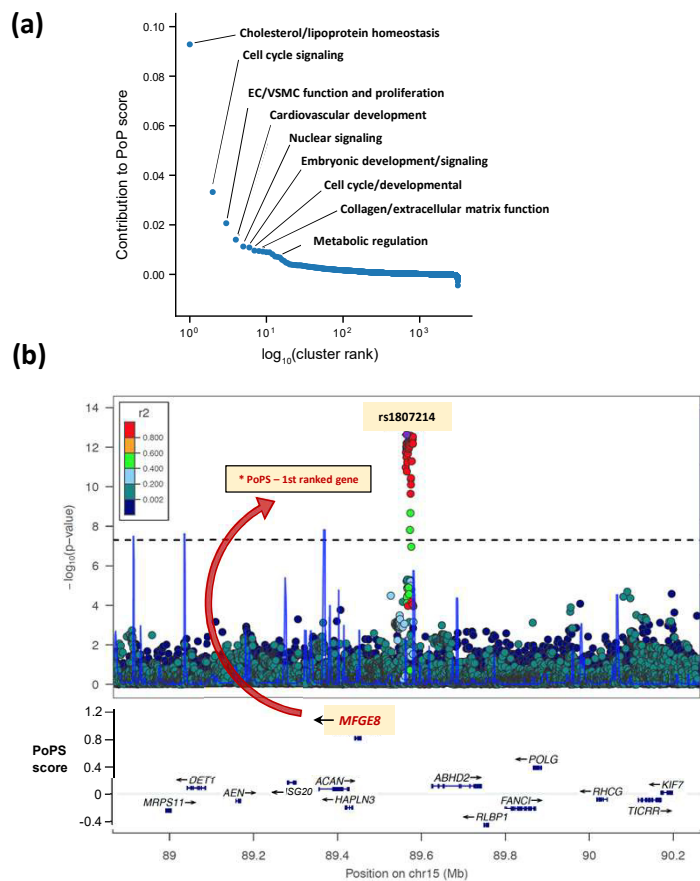 (a)
0.10
0.08
0.06
0.04
0.02
0.00
Contribution to PoP score
Cholesterol/lipoprotein homeostasis
Cell cycle signaling
EC/VSMC function and proliferation
Cardiovascular development
Nuclear signaling
Embryonic development/signaling
Cell cycle/developmental
Collagen/extracellular matrix function
Metabolic regulation
10⁰ 10¹ 10² 10³
log₁₀(cluster rank)
(b)
rs1807214
14
12
10
8
6
4
2
0
−log₁₀(p−value)
r2
0.800
0.600
0.400
0.200
0.002
* PoPS – 1st ranked gene
1.2
0.8
0.4
0
-0.4
PoPS
score
MFGE8
POLG
DET1
ISG20
ACAN
ABHD2
KIF7
MRPS11
AEN
HAPLN3
FANCI
RHCG
RLBP1
TICRR
89 89.2 89.4 89.6 89.8 90 90.2
Position on chr15 (Mb)